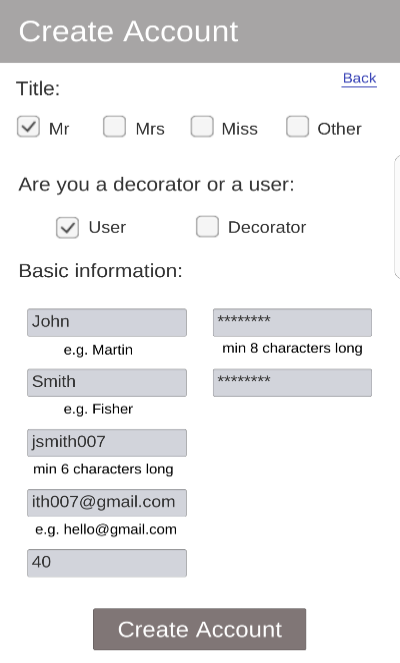 Create Account
Back
Title:
Mr Mrs Miss Other
Are you a decorator or a user:
User Decorator
Basic information:
John ********
e.g. Martin min 8 characters long
Smith ********
e.g. Fisher
jsmith007
min 6 characters long
ith007@gmail.com
e.g. hello@gmail.com
40
Create Account